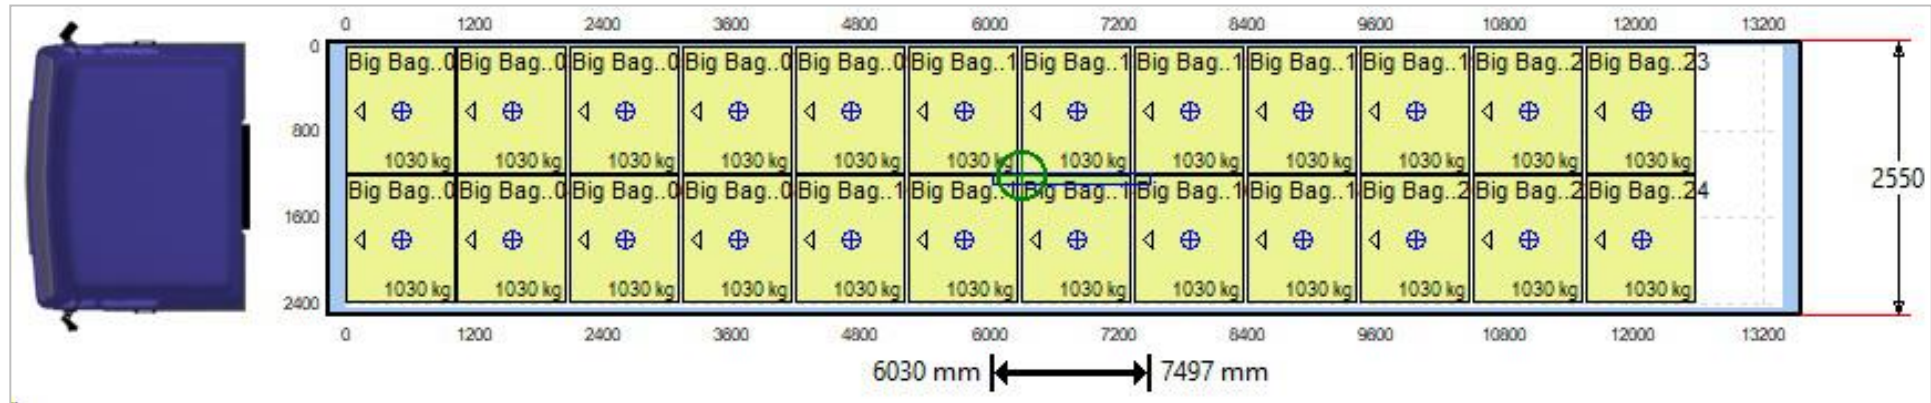 0 1200 2400 3600 4800 6000 7200 8400 9600 10800 12000 13200
0
Big Bag..0 Big Bag..0 Big Bag..0 Big Bag..0 Big Bag..0 Big Bag..1 Big Bag..1 Big Bag..1 Big Bag..1 Big Bag..1 Big Bag..2 Big Bag..23
800
1030 kg 1030 kg 1030 kg 1030 kg 1030 kg 1030 kg 1030 kg 1030 kg 1030 kg 1030 kg 1030 kg 1030 kg
2550
Big Bag..0 Big Bag..0 Big Bag..0 Big Bag..0 Big Bag..1 Big Bag.. Big Bag..1 Big Bag..1 Big Bag..1 Big Bag..2 Big Bag..2 Big Bag..24
1600
1030 kg 1030 kg 1030 kg 1030 kg 1030 kg 1030 kg 1030 kg 1030 kg 1030 kg 1030 kg 1030 kg 1030 kg
2400
0 1200 2400 3600 4800 6000 7200 8400 9600 10800 12000 13200
6030 mm 7497 mm